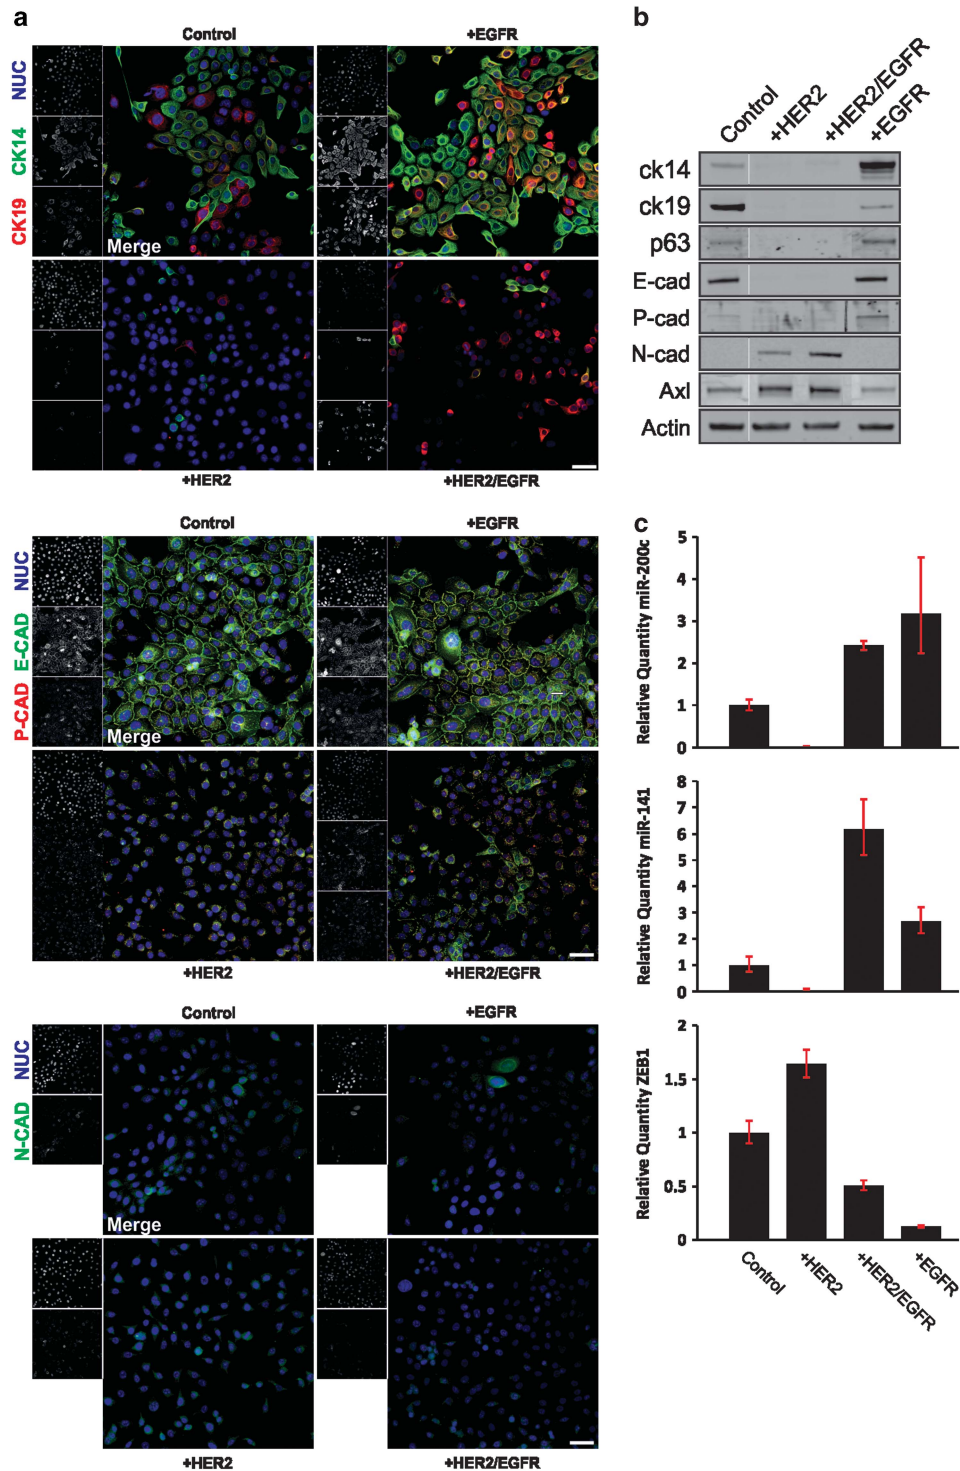 a
Control
+EGFR
NUC
CK14
CK19
Merge
+HER2
+HER2/EGFR
Control
+EGFR
NUC
E-CAD
P-CAD
Merge
+HER2
+HER2/EGFR
Control
+EGFR
NUC
N-CAD
Merge
+HER2
+HER2/EGFR
b
Control
+HER2
+HER2/EGFR
+EGFR
ck14
ck19
p63
E-cad
P-cad
N-cad
Axl
Actin
c
Relative Quantity miR-200c
5
4
3
2
1
0
Relative Quantity miR-141
8
7
6
5
4
3
2
1
0
Relative Quantity ZEB1
2
1.5
1
0.5
0
Control
+HER2
+HER2/EGFR
+EGFR